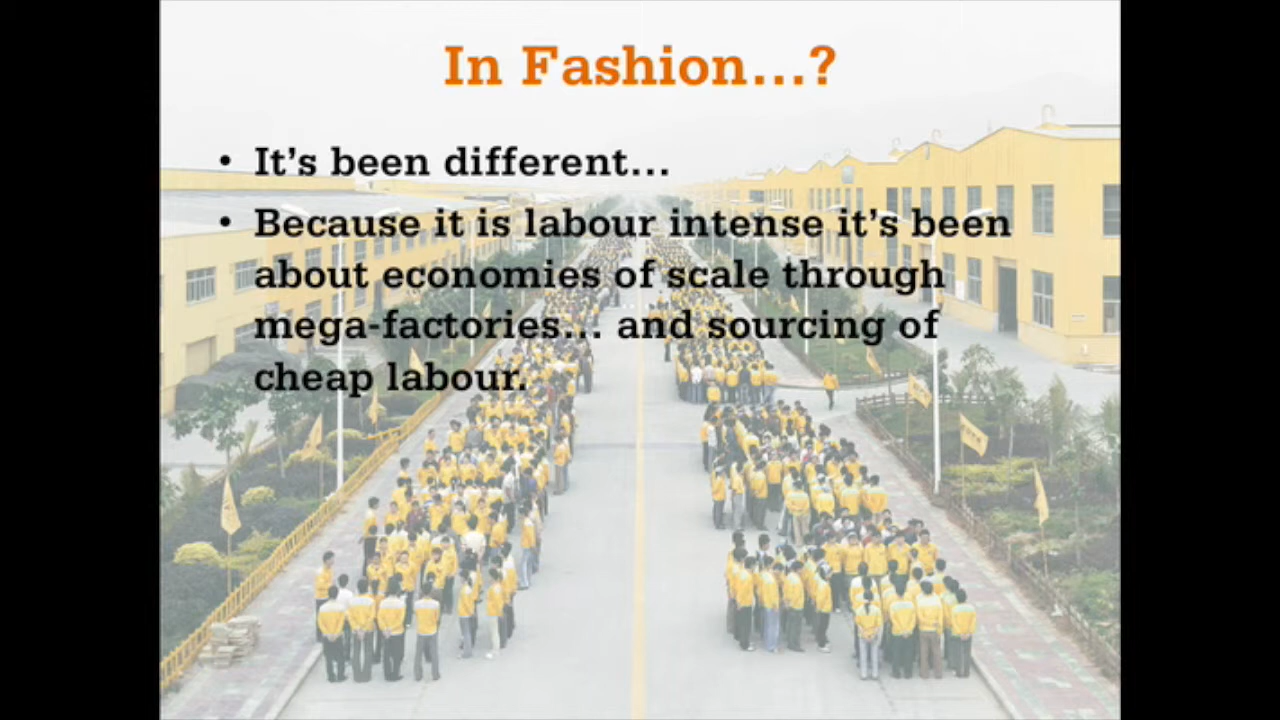 In Fashion...?
• It’s been different...
• Because it is labour intense it’s been
about economies of scale through
mega-factories... and sourcing of
cheap labour.